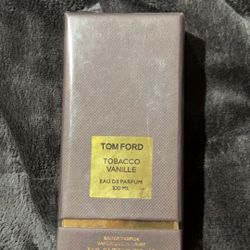 TOM FORD
TOBACCO
VANILLE
EAU DE PARFUM
100 ML